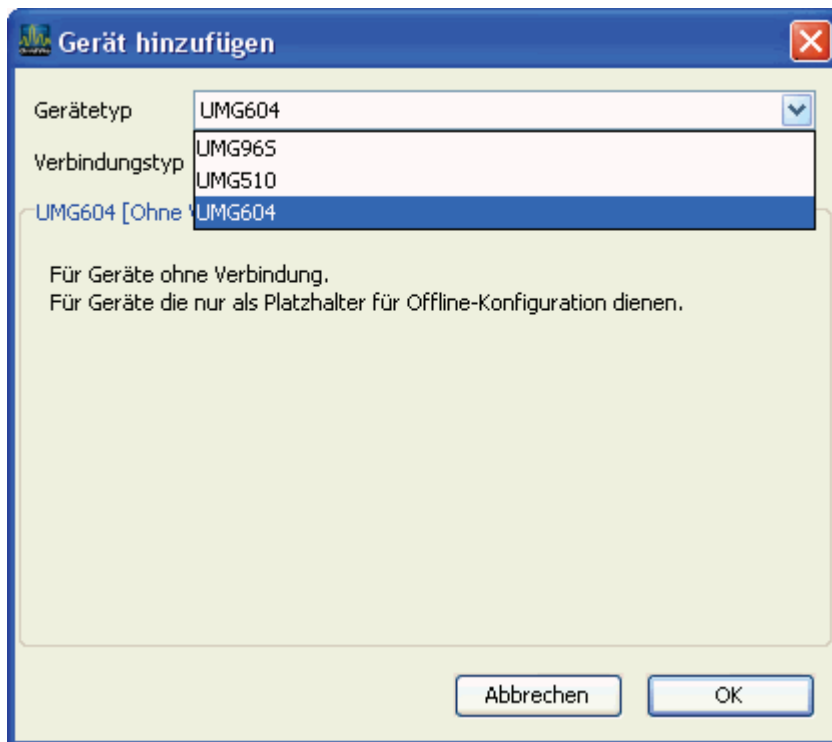 Gerät hinzufügen
Gerätetyp UMG604
UMG96S
Verbindungstyp
UMG510
UMG604 [Ohne UMG604
Für Geräte ohne Verbindung.
Für Geräte die nur als Platzhalter für Offline-Konfiguration dienen.
Abbrechen OK